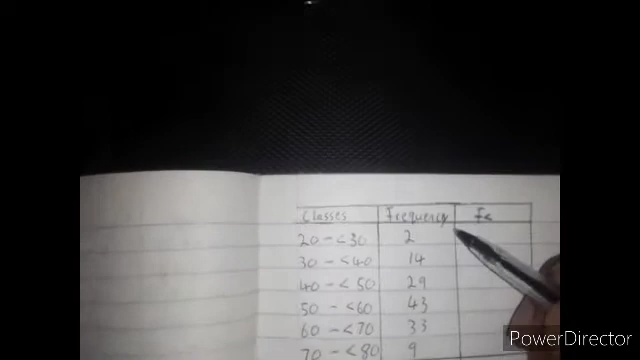 Classes Frequency Fc
20 - <30 2
30 - <40 14
40 - <50 29
50 - <60 43
60 - <70 33
70 - <80 9
PowerDirector